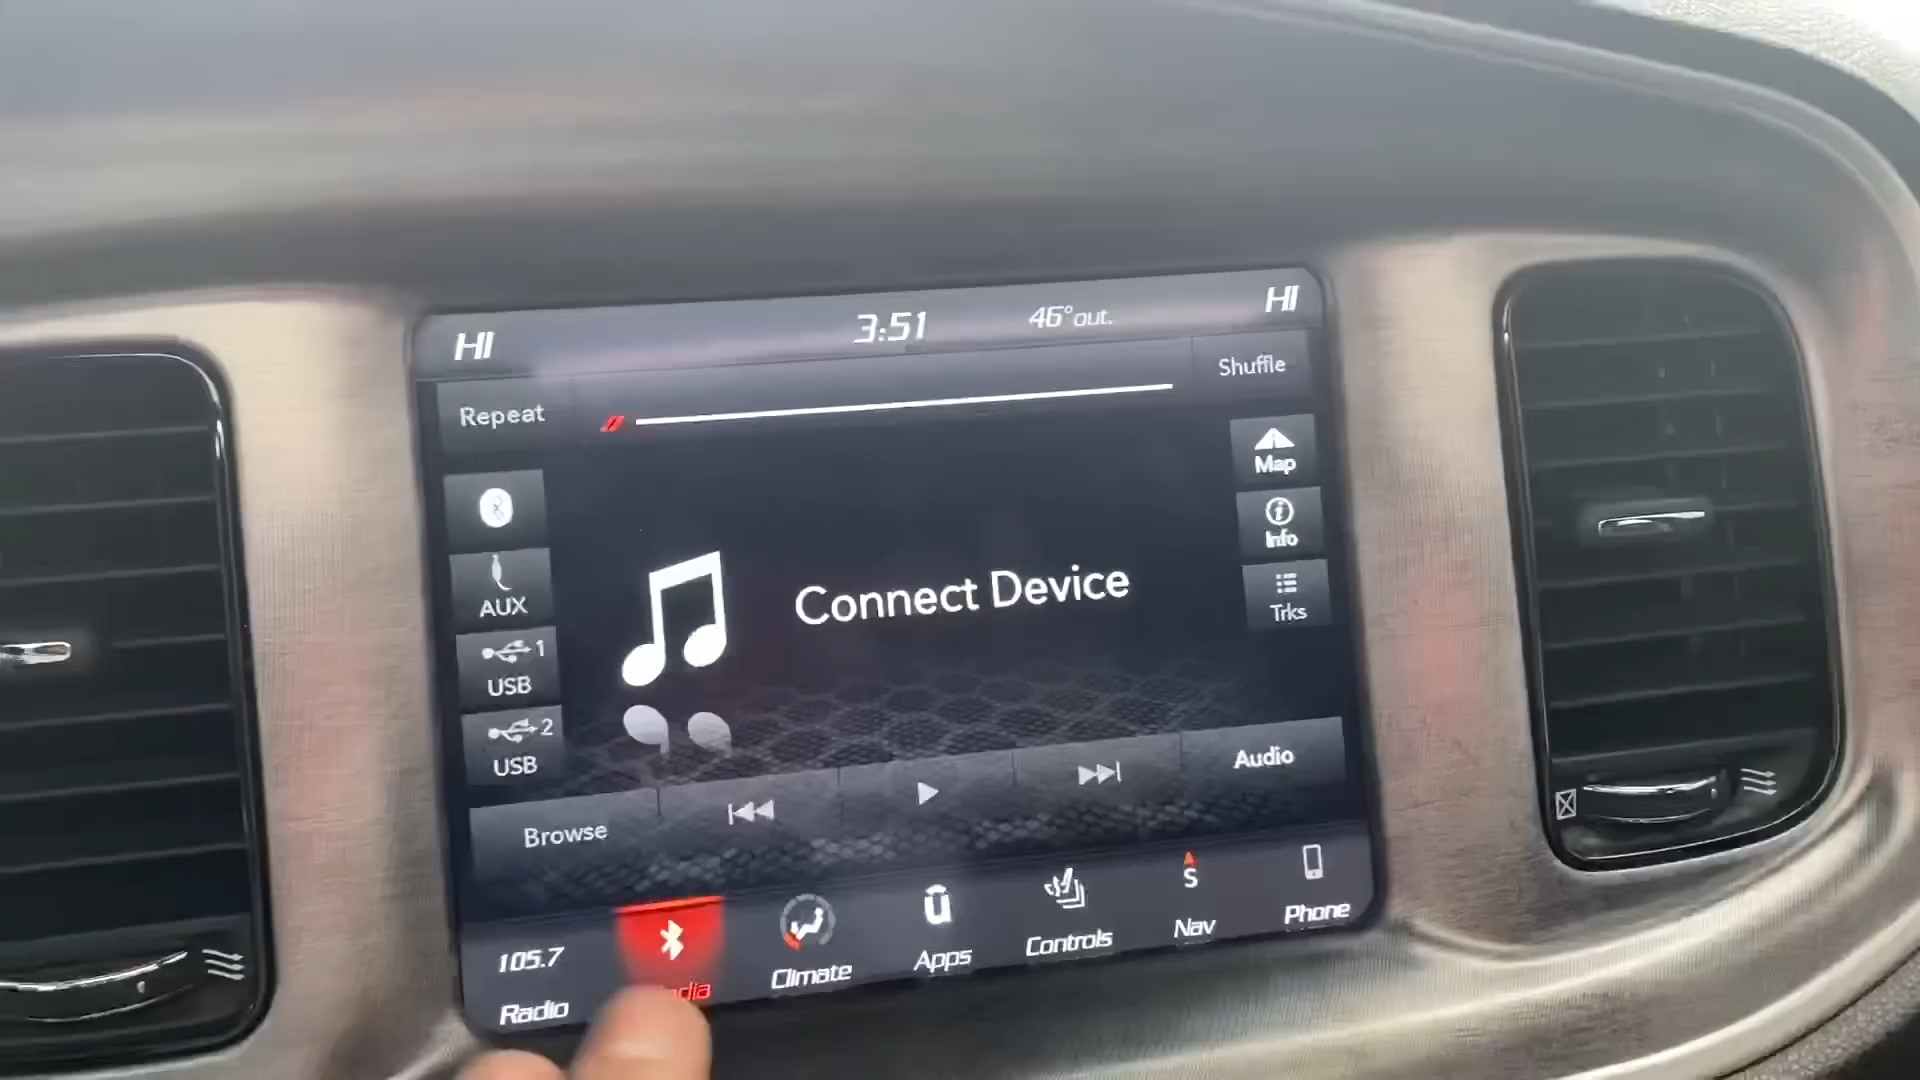 HI 3:51 46°out. HI
Repeat Shuffle
Map
Info
Trks
AUX
1
USB
2
USB
Connect Device
Browse Audio
105.7 S
Radio Climate Apps Controls Nav Phone